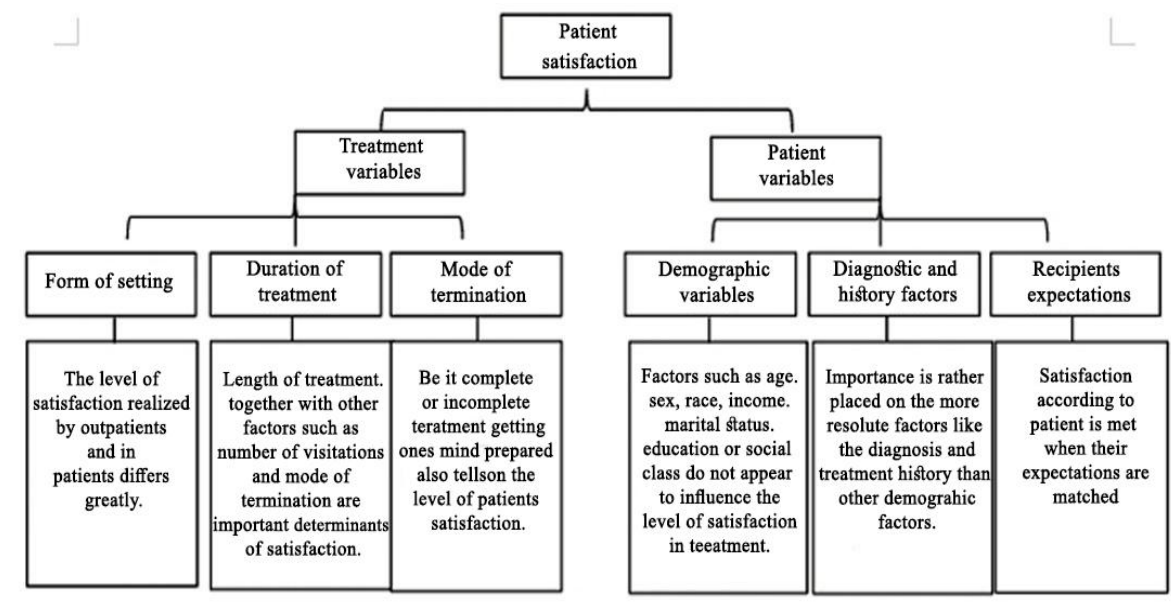 Patient
satisfaction
Treatment
variables
Patient
variables
Form of setting
Duration of
treatment
Mode of
termination
Demographic
variables
Diagnostic and
history factors
Recipients
expectations
The level of
satisfaction realized
by outpatients
and in
patients differs
greatly.
Length of treatment.
together with other
factors such as
number of visitations
and mode of
termination are
important determinants
of satisfaction.
Be it complete
or incomplete
teratment getting
ones mind prepared
also tellson the
level of patients
satisfaction.
Factors such as age.
sex, race, income.
marital status.
education or social
class do not appear
to influence the
level of satisfaction
in teeatment.
Importance is rather
placed on the more
resolute factors like
the diagnosis and
treatment history than
other demograhic
factors.
Satisfaction
according to
patient is met
when their
expectations are
matched